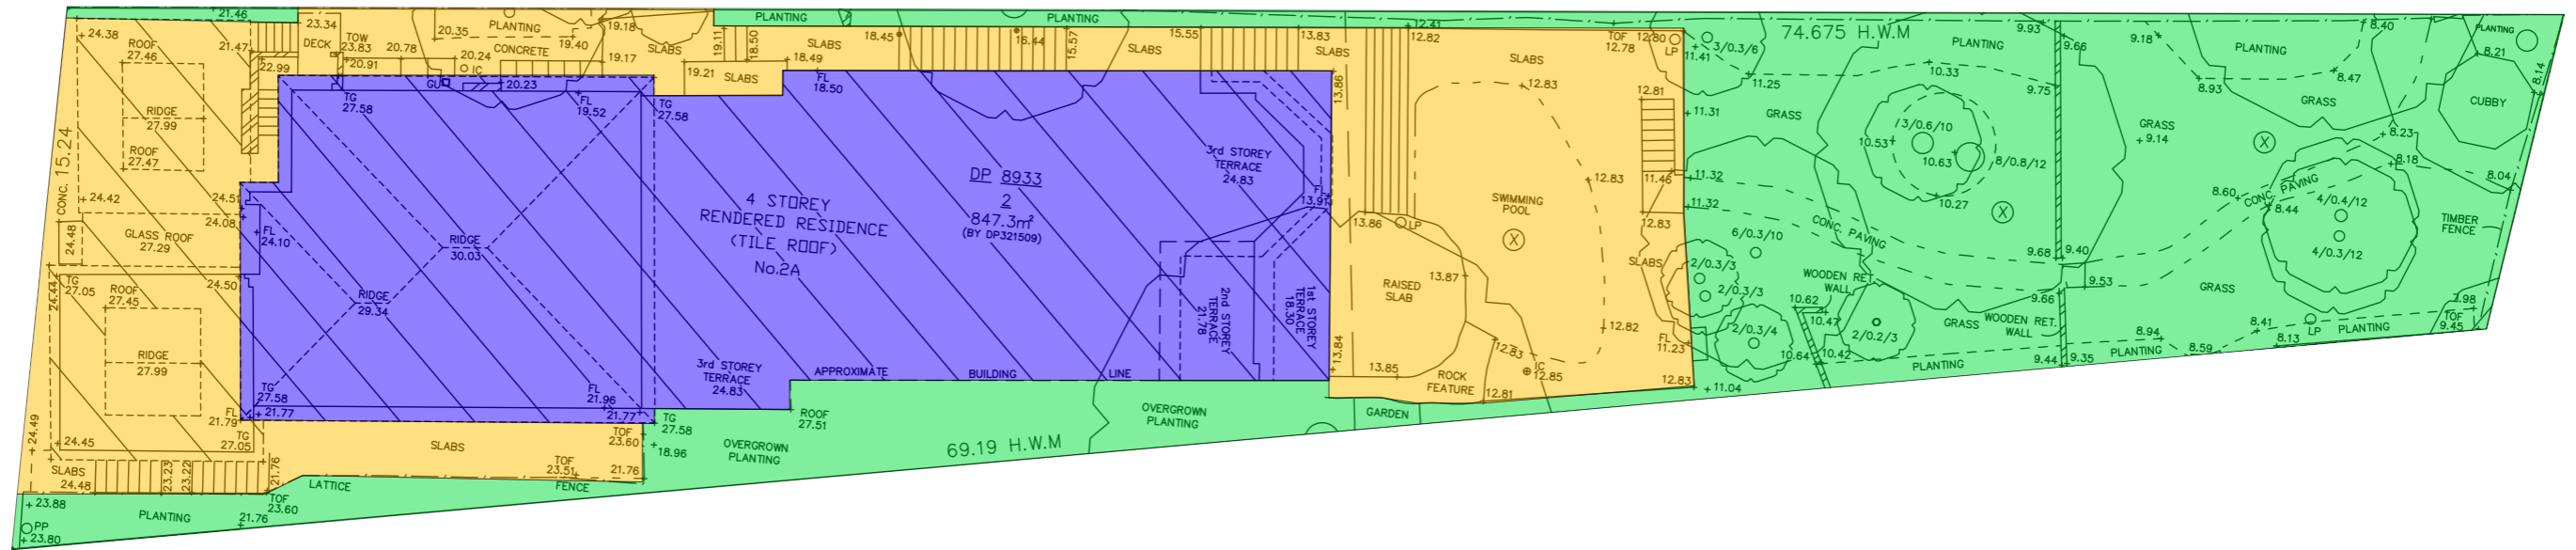 21.46
24.38
ROOF
27.46
RIDGE
27.99
ROOF
27.47
CONC. 15.24
24.42
24.48
GLASS ROOF
27.29
24.44
TG
27.05
ROOF
27.45
RIDGE
27.99
24.49
24.45
SLABS
24.48
23.23
23.22
21.76
TG
27.05
FL
21.79
23.88
PP
23.80
PLANTING
21.76
TOF
23.60
LATTICE
FENCE
23.34
DECK
TOW
23.83
21.47
22.99
20.91
20.78
20.35
PLANTING
19.40
CONCRETE
20.24
IC
19.18
19.17
SLABS
GU
20.23
FL
19.52
TG
27.58
TG
27.58
24.51
24.08
FL
24.10
24.50
RIDGE
30.03
RIDGE
29.34
TG
27.58
21.77
FL
21.96
21.77
SLABS
TOF
23.51
21.76
TOF
23.60
TG
27.58
18.96
PLANTING
PLANTING
19.11
18.50
SLABS
18.49
19.21
SLABS
18.45
16.44
15.57
SLABS
15.55
13.83
SLABS
12.41
12.82
FL
18.50
13.86
3rd STOREY
TERRACE
24.83
FL
13.91
DP 8933
2
847.3m²
(BY DP321509)
4 STOREY
RENDERED RESIDENCE
(TILE ROOF)
No.2A
2nd STOREY
TERRACE
21.78
1st STOREY
TERRACE
18.30
3rd STOREY
TERRACE
24.83
APPROXIMATE BUILDING LINE
ROOF
27.51
OVERGROWN
PLANTING
OVERGROWN
PLANTING
69.19 H.W.M
GARDEN
13.84
13.86
LP
13.87
RAISED
SLAB
13.85
ROCK
FEATURE
12.83
12.81
IC
12.85
SLABS
12.83
12.83
SWIMMING
POOL
X
12.82
TOF
12.78
12.80
LP
12.81
11.46
12.83
SLABS
FL
11.23
12.83
11.04
3/0.3/6
11.41
11.25
11.31
11.32
11.32
74.675 H.W.M
PLANTING
10.33
GRASS
3/0.6/10
10.53
10.63
8/0.8/12
10.27
X
CONC. PAVING
6/0.3/10
2/0.3/3
2/0.3/3
2/0.3/4
WOODEN RET.
WALL
10.62
10.47
10.64
10.42
2/0.2/3
GRASS
WOODEN RET.
WALL
PLANTING
9.93
9.66
9.75
9.68
9.40
9.53
9.66
9.44
9.35
9.18
PLANTING
8.93
8.47
GRASS
GRASS
9.14
X
8.40
PLANTING
8.21
8.14
CUBBY
8.23
8.18
8.04
8.60
CONC. PAVING
8.44
4/0.4/12
4/0.3/12
TIMBER
FENCE
GRASS
LP
PLANTING
8.94
8.59
8.41
8.13
PLANTING
7.98
TOF
9.45